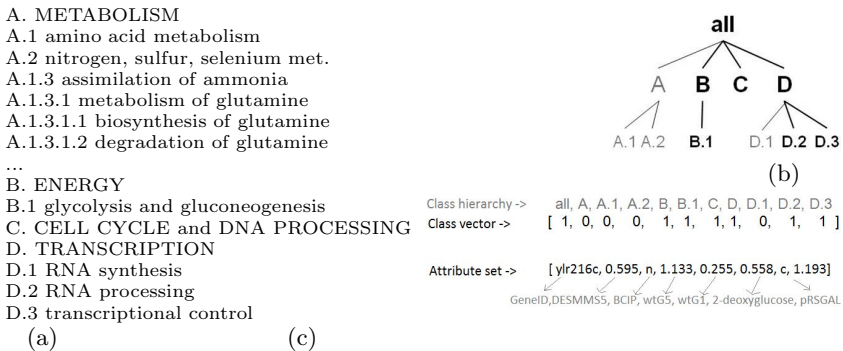 A. METABOLISM
A.1 amino acid metabolism
A.2 nitrogen, sulfur, selenium met.
A.1.3 assimilation of ammonia
A.1.3.1 metabolism of glutamine
A.1.3.1.1 biosynthesis of glutamine
A.1.3.1.2 degradation of glutamine
...
B. ENERGY
B.1 glycolysis and gluconeogenesis
C. CELL CYCLE and DNA PROCESSING
D. TRANSCRIPTION
D.1 RNA synthesis
D.2 RNA processing
D.3 transcriptional control
(a)
all
A B C D
A.1 A.2 B.1 D.1 D.2 D.3
(b)
Class hierarchy -> all, A, A.1, A.2, B, B.1, C, D, D.1, D.2, D.3
Class vector -> [ 1, 0, 0, 0, 1, 1, 1, 1, 0, 1, 1 ]
Attribute set -> [ ylr216c, 0.595, n, 1.133, 0.255, 0.558, c, 1.193]
GeneID,DESMMS5, BCIP, wtG5, wtG1, 2-deoxyglucose, pRSGAL
(c)